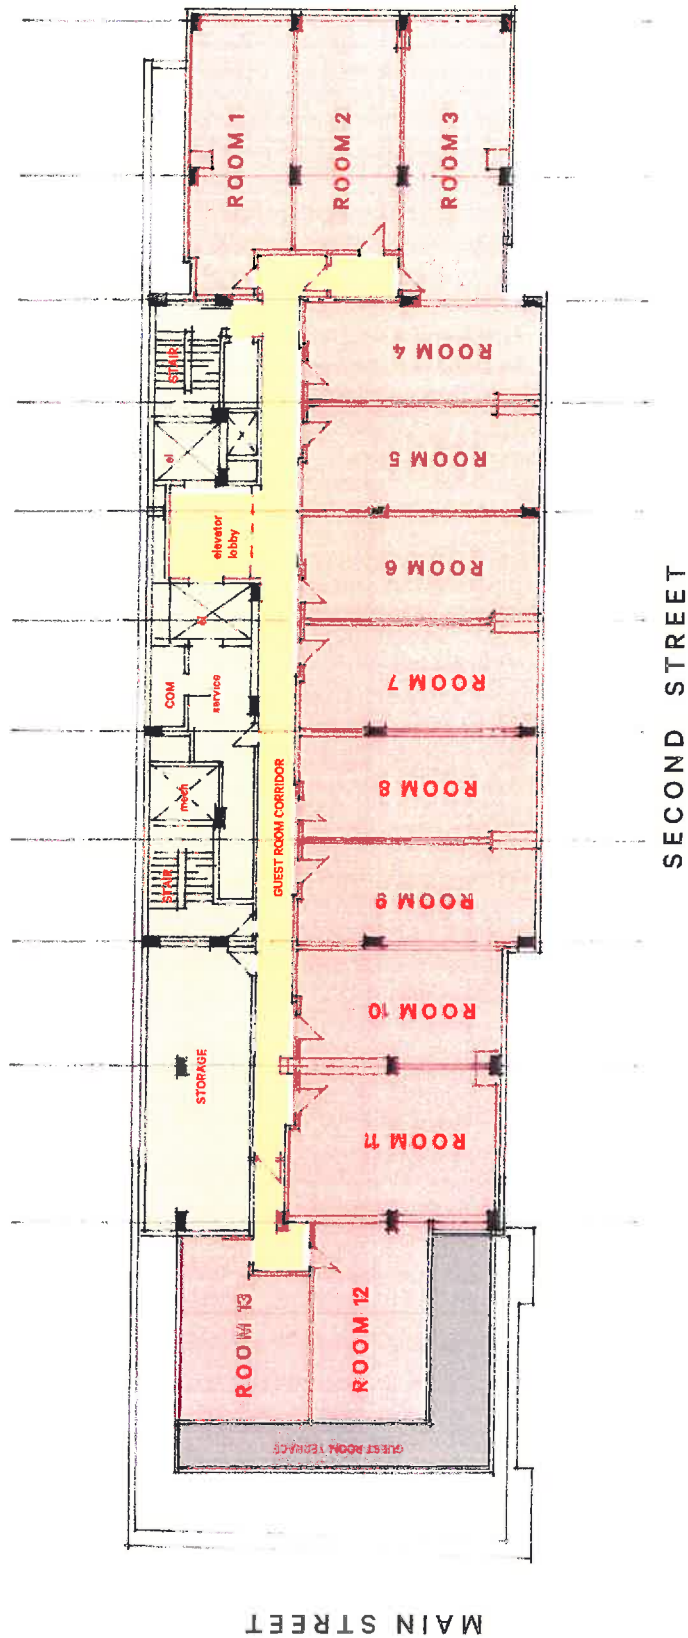 ROOM 1
ROOM 2
ROOM 3
STAIR
ROOM 4
el
ROOM 5
elevator
lobby
ROOM 6
el
COM
service
ROOM 7
mech
ROOM 8
GUEST ROOM CORRIDOR
STAIR
ROOM 9
ROOM 10
STORAGE
ROOM 11
ROOM 13
ROOM 12
GUEST ROOM TERRACE
SECOND STREET
MAIN STREET